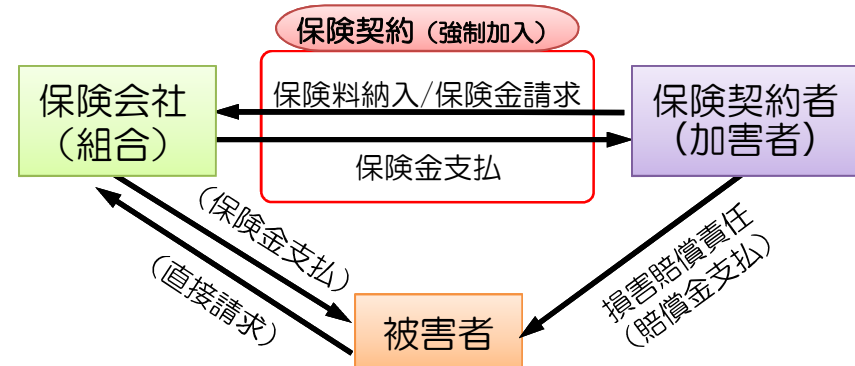 保険契約（強制加入）
保険会社
（組合）
保険料納入/保険金請求
保険金支払
保険契約者
（加害者）
（保険金支払）
（直接請求）
損害賠償責任
（賠償金支払）
被害者